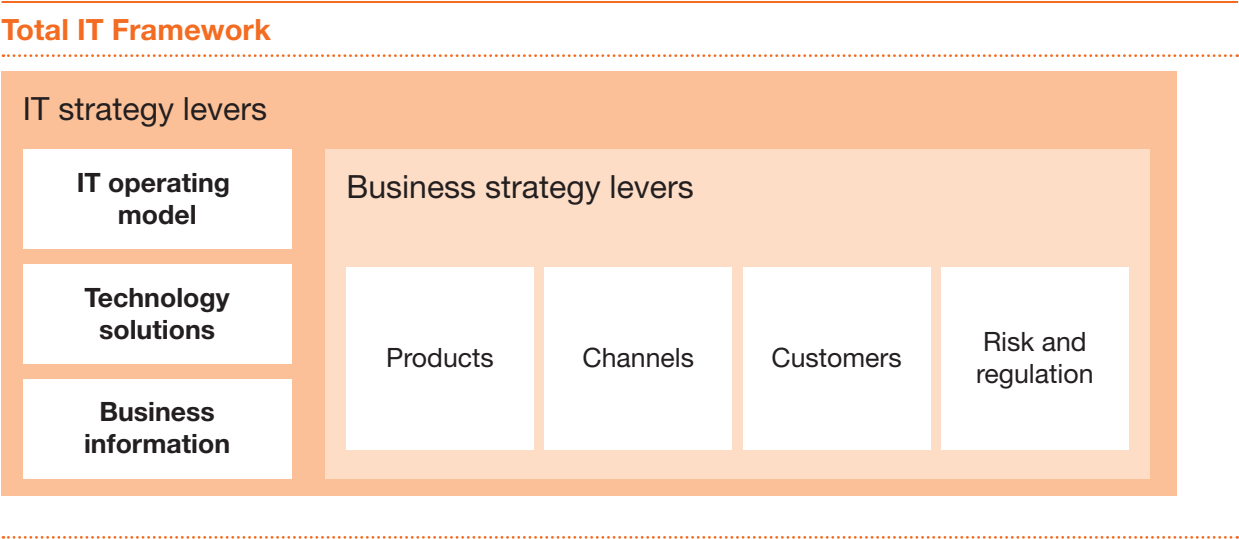 Total IT Framework
IT strategy levers
IT operating
model
Technology
solutions
Business
information
Business strategy levers
Products
Channels
Customers
Risk and
regulation